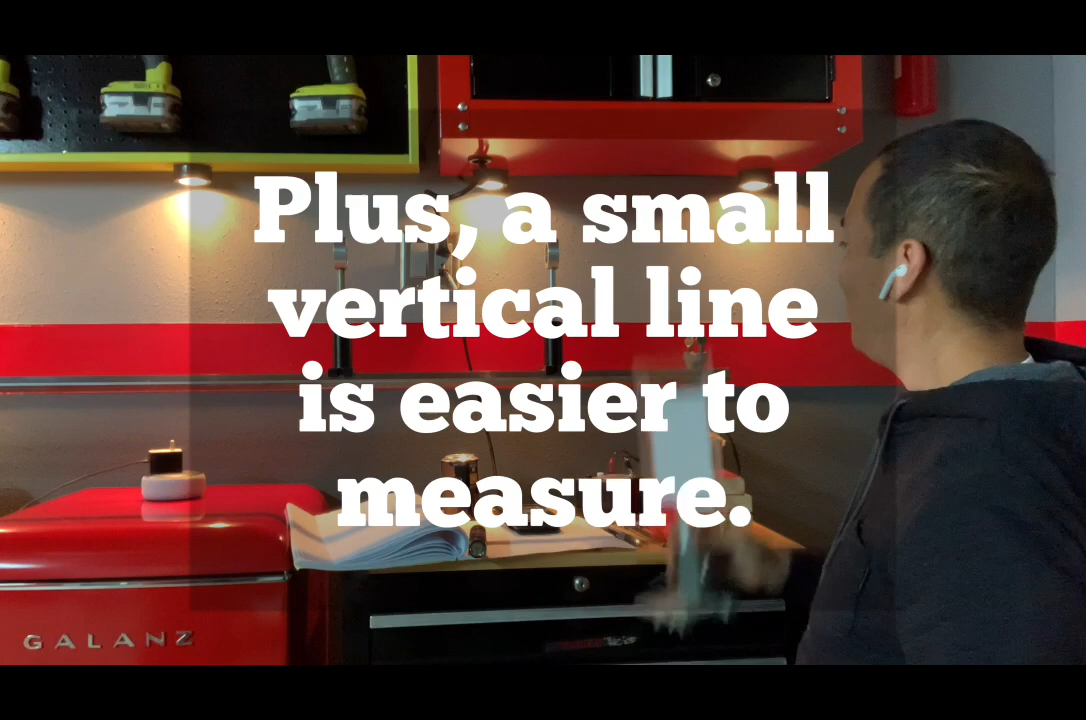 Plus, a small
vertical line
is easier to
measure.
GALANZ